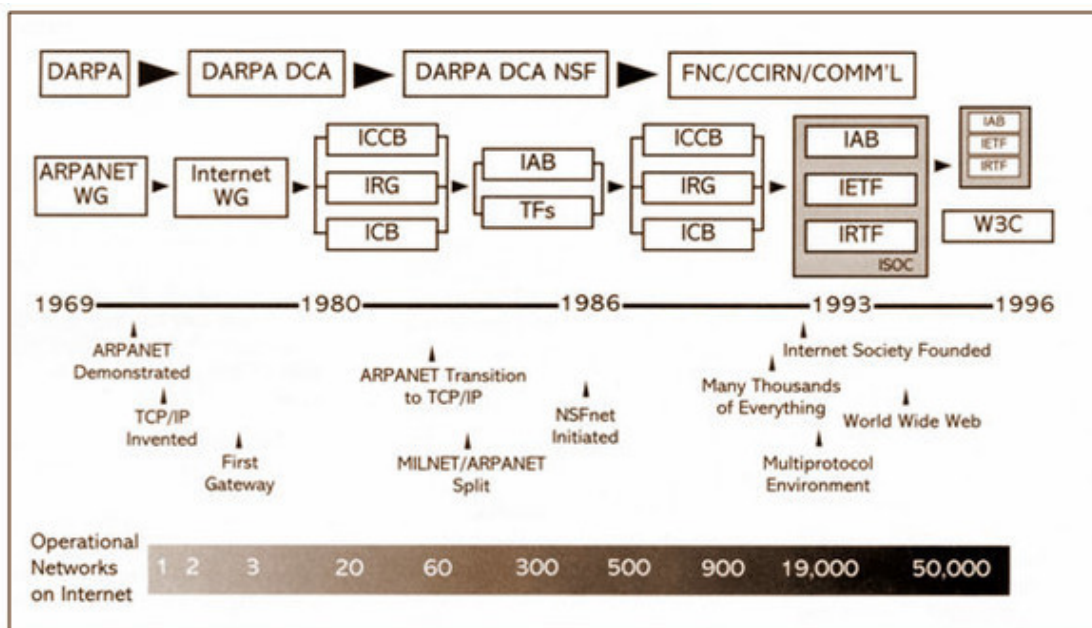 DARPA
DARPA DCA
DARPA DCA NSF
FNC/CCIRN/COMM'L
ARPANET
WG
Internet
WG
ICCB
IRG
ICB
IAB
TFs
ICCB
IRG
ICB
IAB
IETF
IRTF
ISOC
IAB
IETF
IRTF
W3C
1969
1980
1986
1993
1996
ARPANET
Demonstrated
TCP/IP
Invented
First
Gateway
ARPANET Transition
to TCP/IP
MILNET/ARPANET
Split
NSFnet
Initiated
Internet Society Founded
Many Thousands
of Everything
World Wide Web
Multiprotocol
Environment
Operational
Networks
on Internet
1 2 3 20 60 300 500 900 19,000 50,000